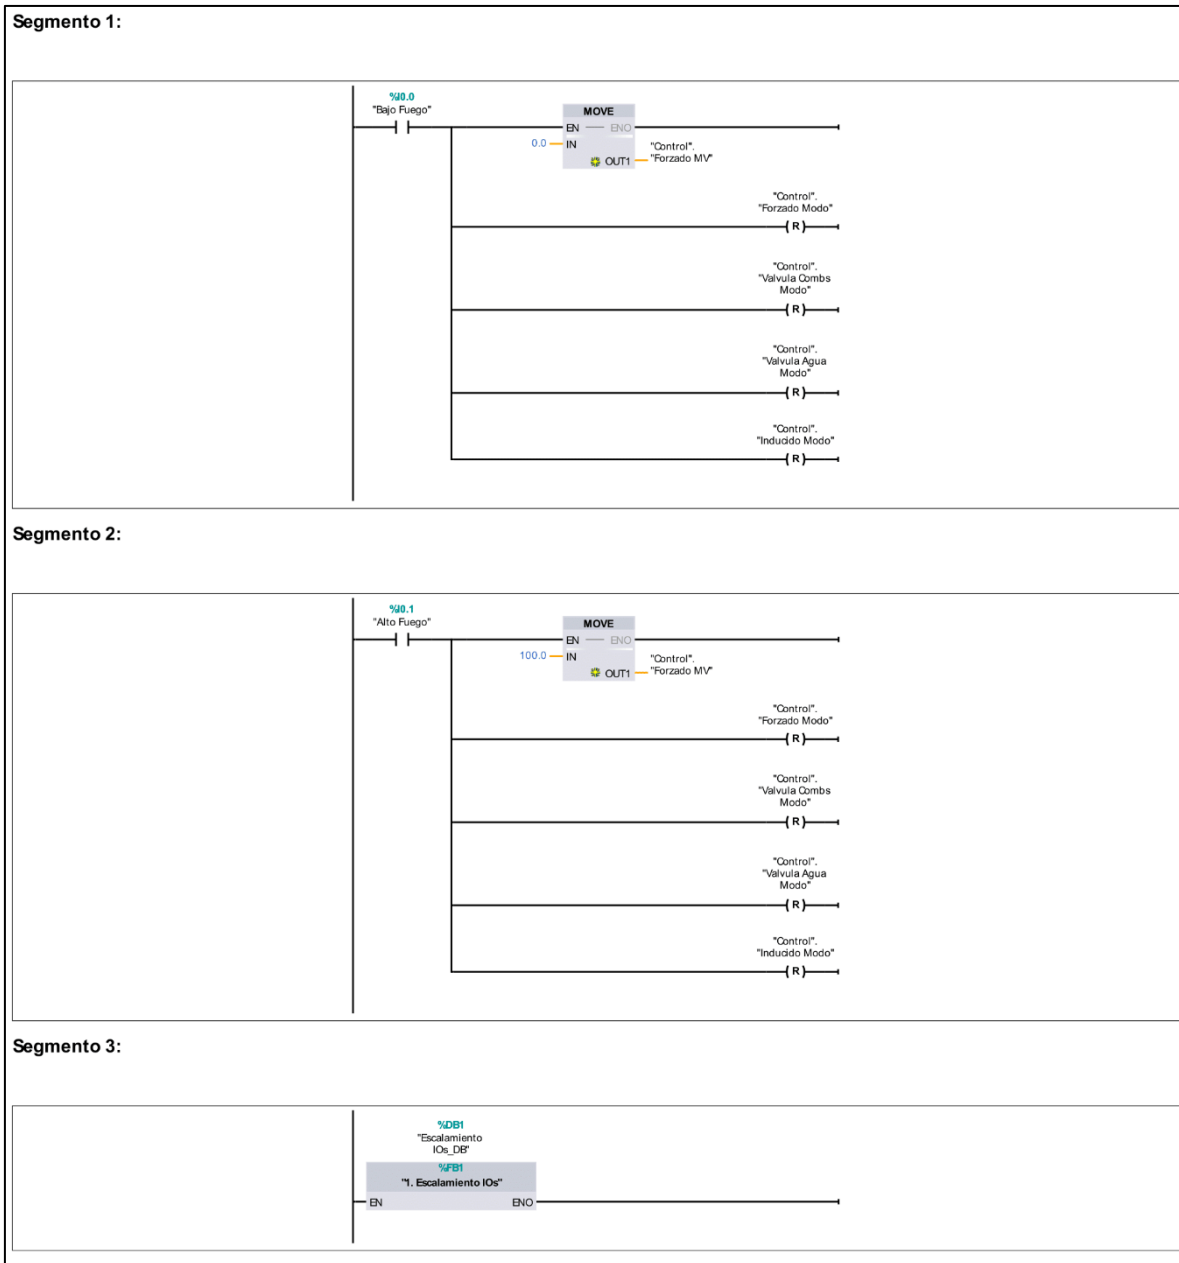 Segmento 1:
%I0.0
"Bajo Fuego"
MOVE
EN ENO
0.0 IN
"Control".
OUT1 "Forzado MV"
"Control".
"Forzado Modo"
R
"Control".
"Valvula Combs
Modo"
R
"Control".
"Valvula Agua
Modo"
R
"Control".
"Inducido Modo"
R
Segmento 2:
%I0.1
"Alto Fuego"
MOVE
EN ENO
100.0 IN
"Control".
OUT1 "Forzado MV"
"Control".
"Forzado Modo"
R
"Control".
"Valvula Combs
Modo"
R
"Control".
"Valvula Agua
Modo"
R
"Control".
"Inducido Modo"
R
Segmento 3:
%DB1
"Escalamiento
IOs_DB"
%FB1
"1. Escalamiento IOs"
EN ENO